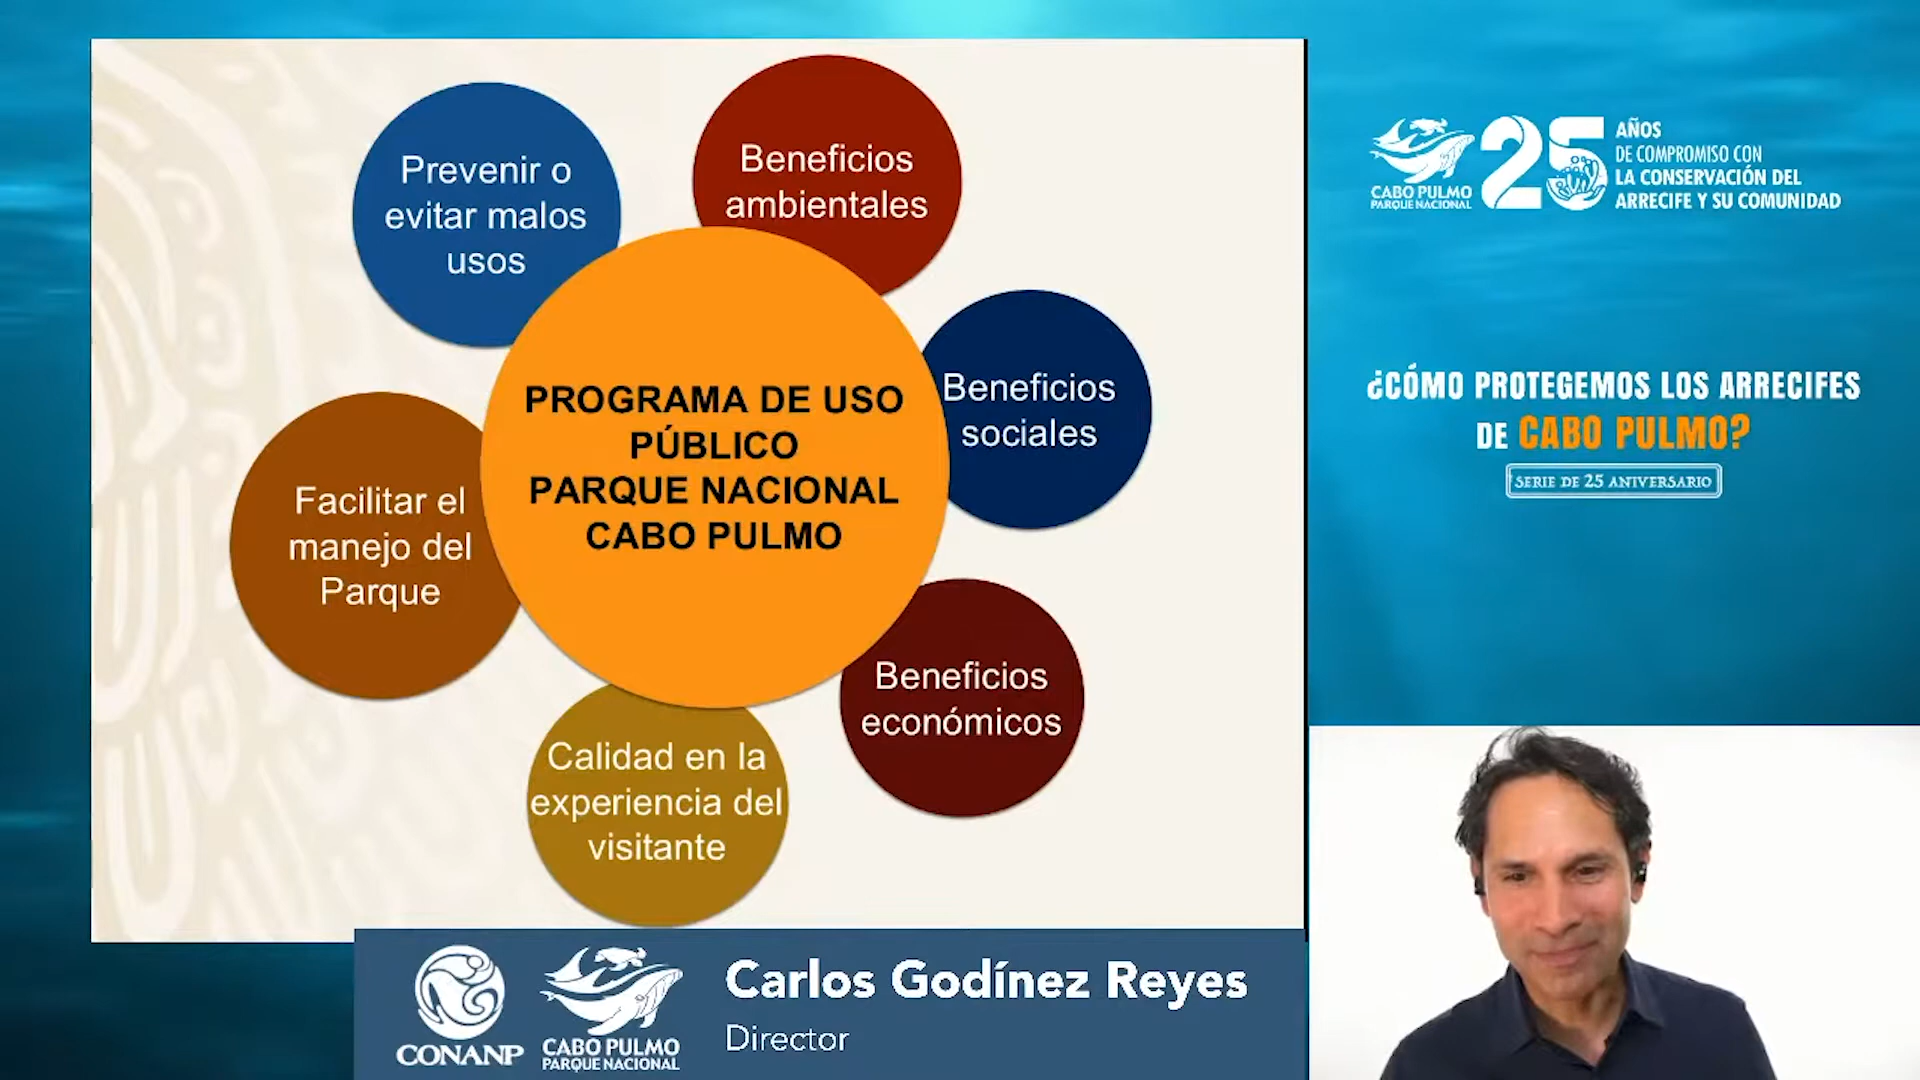 Prevenir o
evitar malos
usos
Beneficios
ambientales
Beneficios
sociales
PROGRAMA DE USO
PÚBLICO
PARQUE NACIONAL
CABO PULMO
Facilitar el
manejo del
Parque
Beneficios
económicos
Calidad en la
experiencia del
visitante
CABO PULMO
PARQUE NACIONAL
25
AÑOS
DE COMPROMISO CON
LA CONSERVACIÓN DEL
ARRECIFE Y SU COMUNIDAD
¿CÓMO PROTEGEMOS LOS ARRECIFES
DE CABO PULMO?
SERIE DE 25 ANIVERSARIO
CONANP
CABO PULMO
PARQUE NACIONAL
Carlos Godínez Reyes
Director